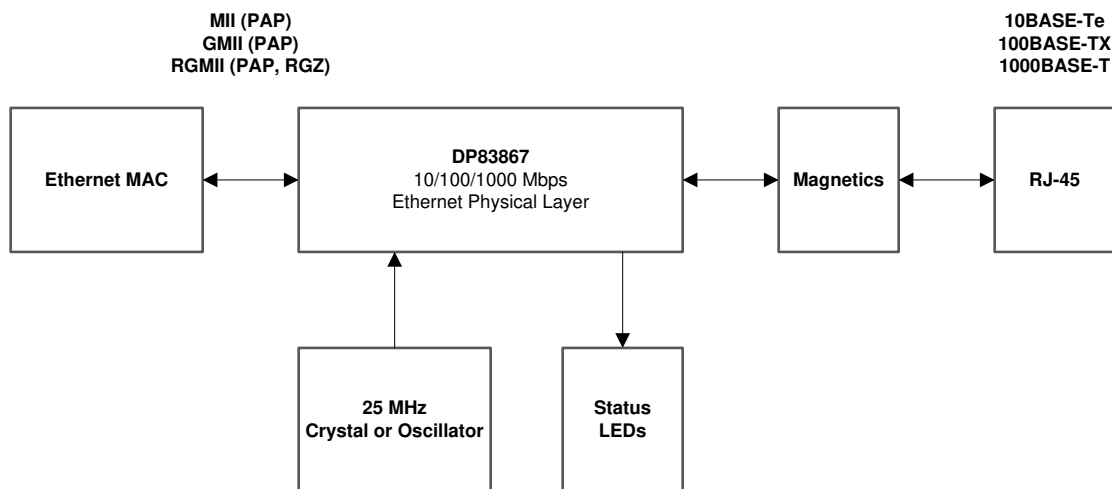 MII (PAP)
GMII (PAP)
RGMII (PAP, RGZ)
10BASE-Te
100BASE-TX
1000BASE-T
Ethernet MAC
DP83867
10/100/1000 Mbps
Ethernet Physical Layer
Magnetics
RJ-45
25 MHz
Crystal or Oscillator
Status
LEDs